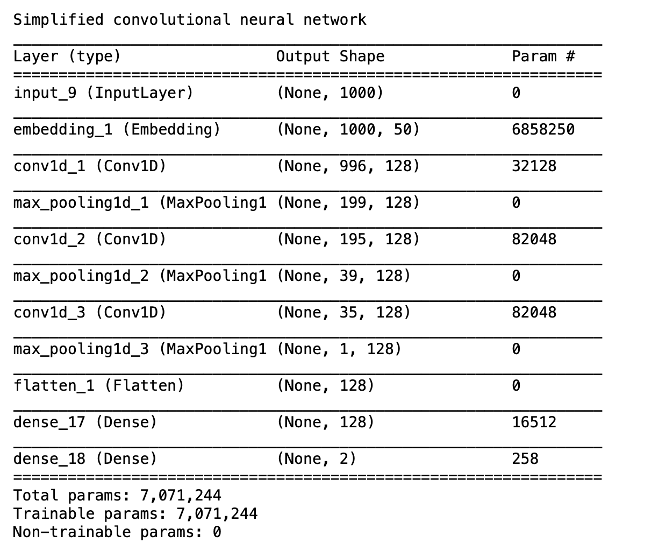 Simplified convolutional neural network
Layer (type) Output Shape Param #
input_9 (InputLayer) (None, 1000) 0
embedding_1 (Embedding) (None, 1000, 50) 6858250
conv1d_1 (Conv1D) (None, 996, 128) 32128
max_pooling1d_1 (MaxPooling1 (None, 199, 128) 0
conv1d_2 (Conv1D) (None, 195, 128) 82048
max_pooling1d_2 (MaxPooling1 (None, 39, 128) 0
conv1d_3 (Conv1D) (None, 35, 128) 82048
max_pooling1d_3 (MaxPooling1 (None, 1, 128) 0
flatten_1 (Flatten) (None, 128) 0
dense_17 (Dense) (None, 128) 16512
dense_18 (Dense) (None, 2) 258
Total params: 7,071,244
Trainable params: 7,071,244
Non-trainable params: 0